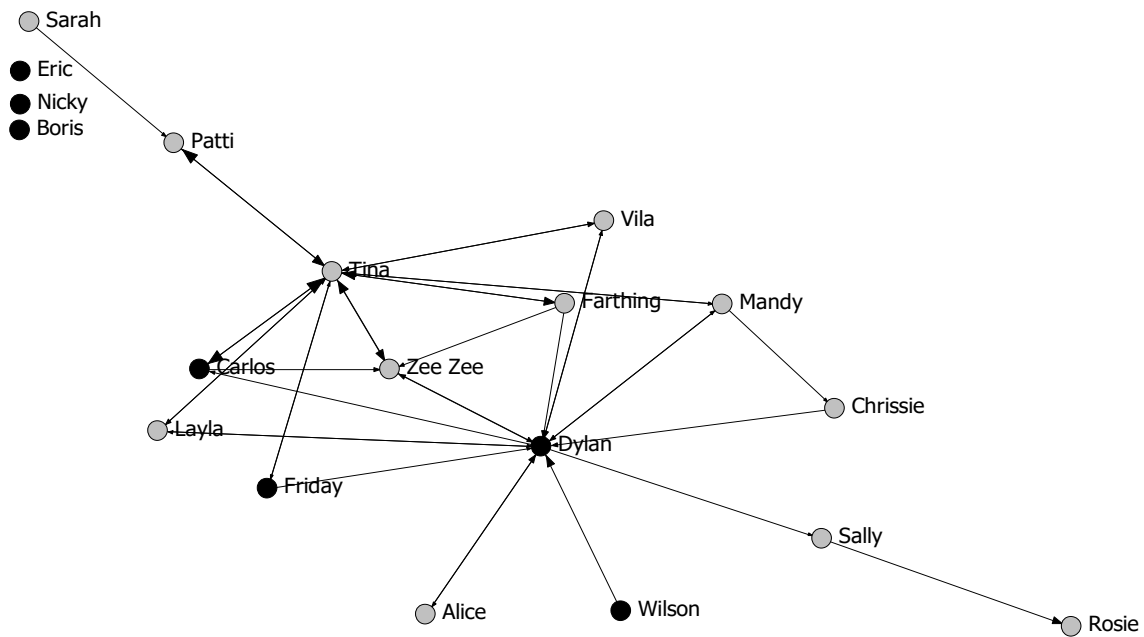 Sarah
Eric
Nicky
Boris
Patti
Vila
Tina
Farthing
Mandy
Carlos
Zee Zee
Chrissie
Layla
Dylan
Friday
Sally
Alice
Wilson
Rosie